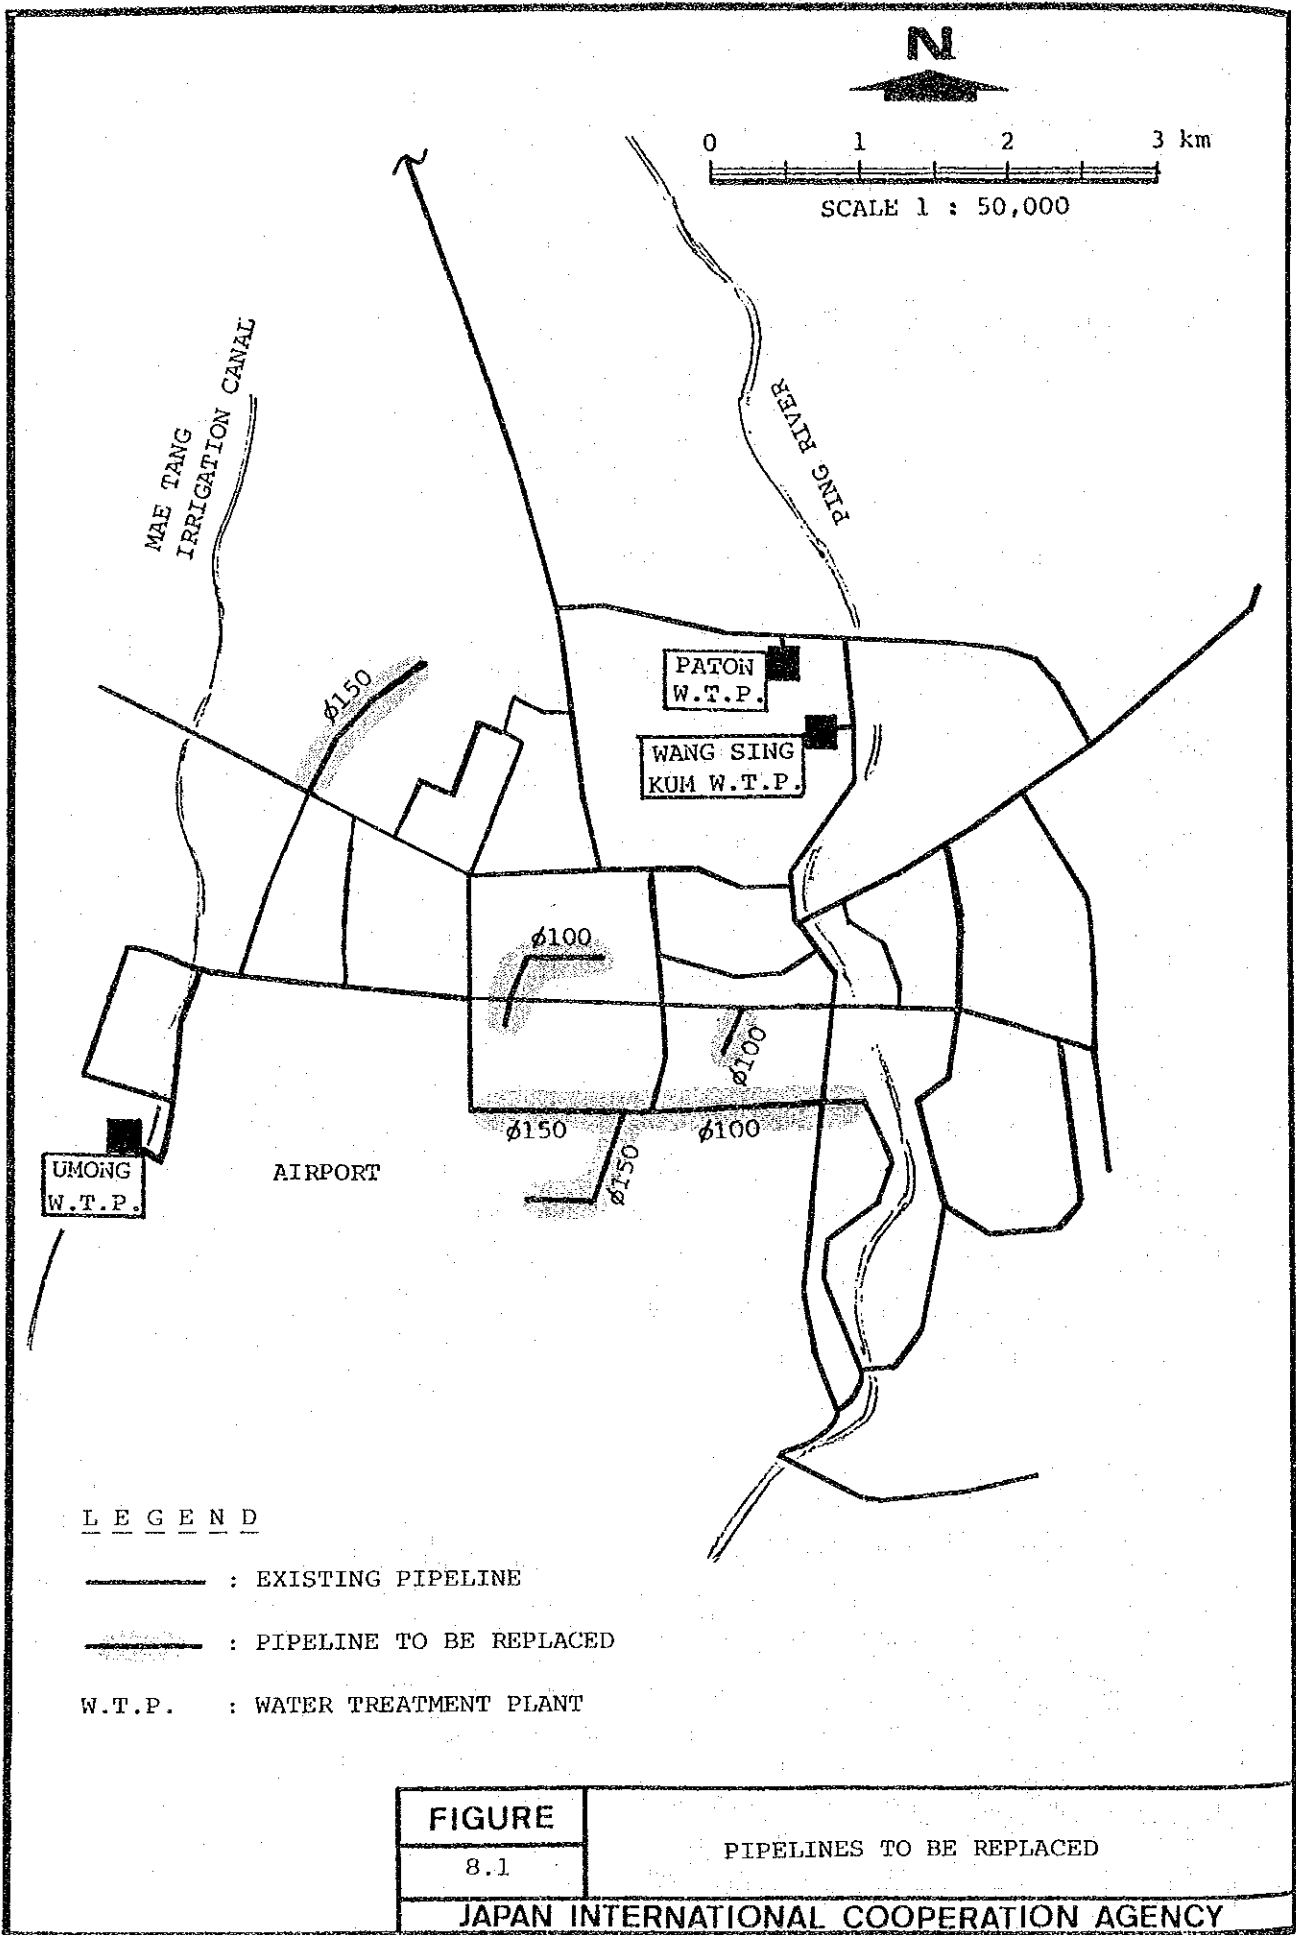 N
0 1 2 3 km
SCALE 1 : 50,000
MAE TANG
IRRIGATION CANAL
PING RIVER
ø150
PATON
W.T.P.
WANG SING
KUM W.T.P.
ø100
ø100
ø150
ø100
ø150
AIRPORT
UMONG
W.T.P.
LEGEND
: EXISTING PIPELINE
: PIPELINE TO BE REPLACED
W.T.P. : WATER TREATMENT PLANT
FIGURE
8.1
PIPELINES TO BE REPLACED
JAPAN INTERNATIONAL COOPERATION AGENCY